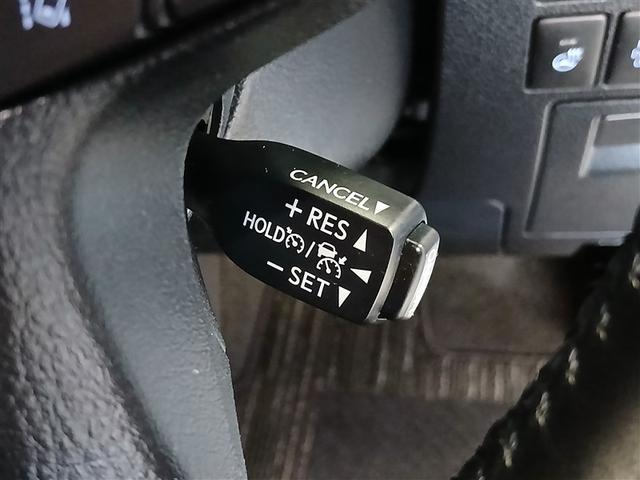 CANCEL▼
+ RES ▲
HOLD / ◀
− SET ▼